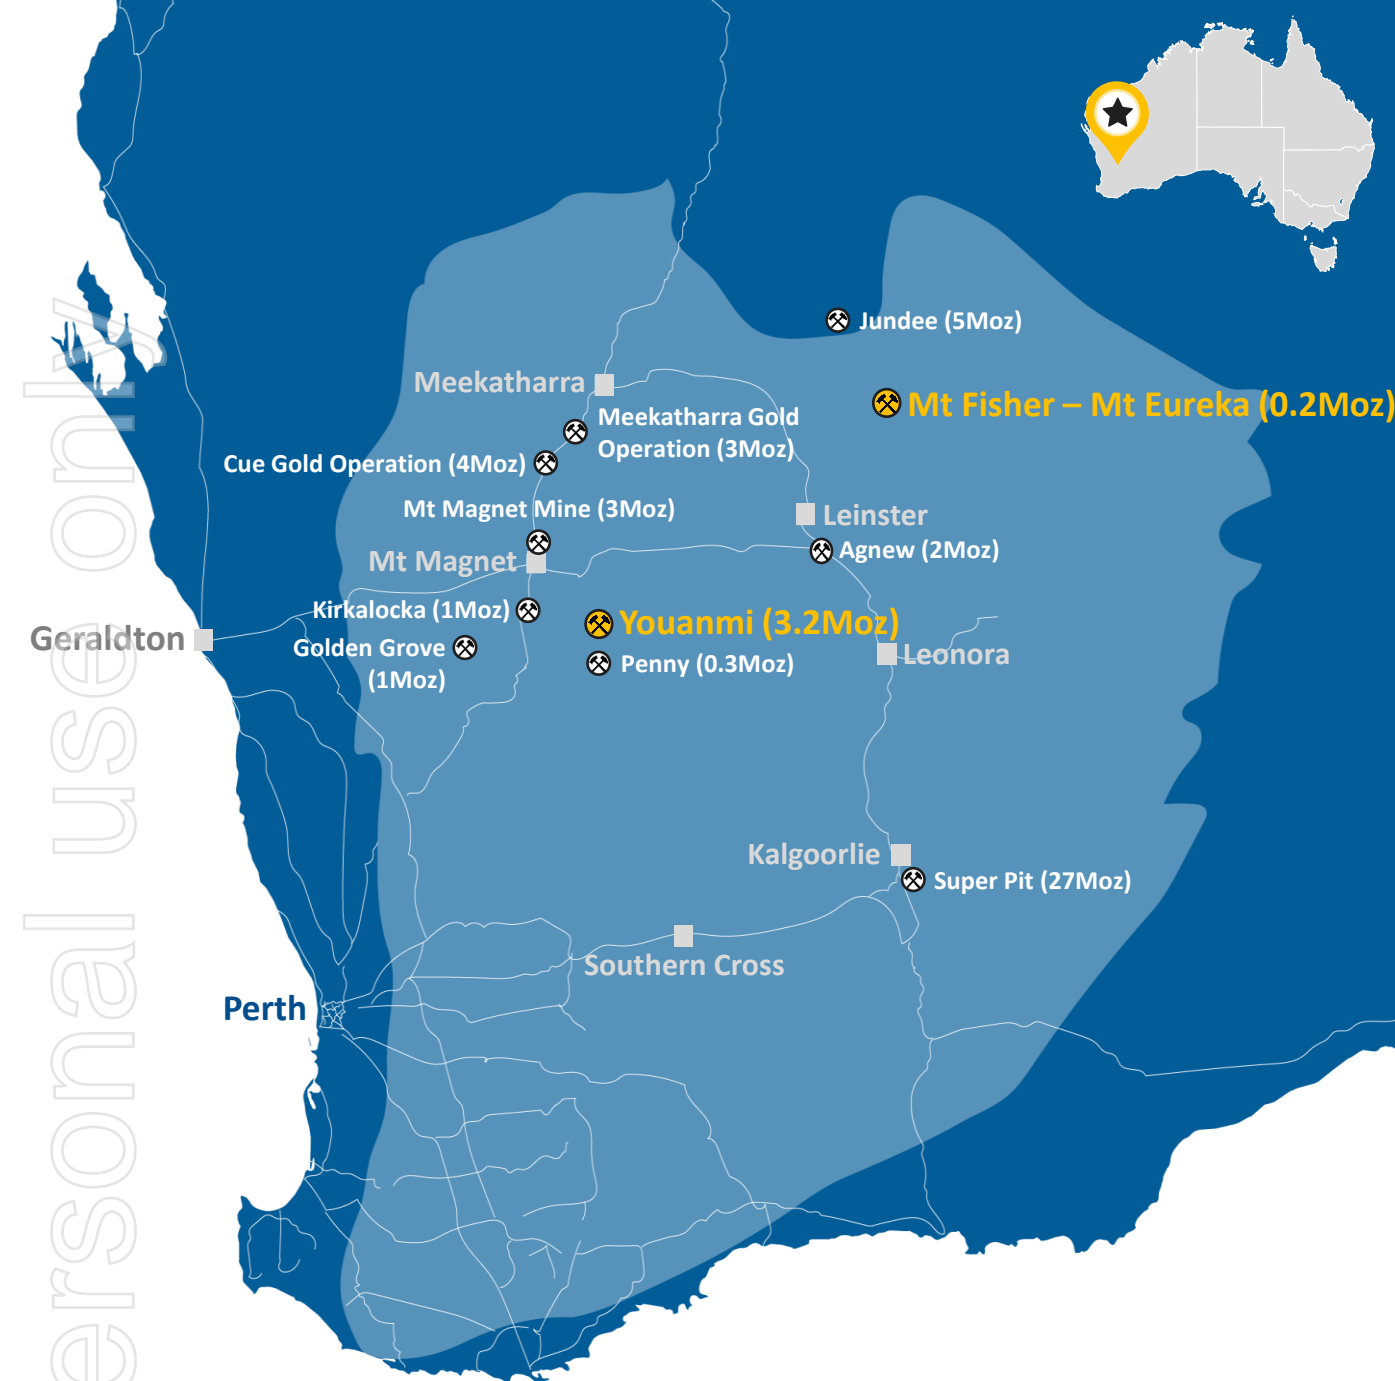 Jundee (5Moz)
Meekatharra
Mt Fisher – Mt Eureka (0.2Moz)
Meekatharra Gold
Operation (3Moz)
Cue Gold Operation (4Moz)
Mt Magnet Mine (3Moz)
Leinster
Agnew (2Moz)
Mt Magnet
Kirkalocka (1Moz)
Youanmi (3.2Moz)
Geraldton
Golden Grove
(1Moz)
Penny (0.3Moz)
Leonora
Kalgoorlie
Super Pit (27Moz)
Southern Cross
Perth
ersonal use only